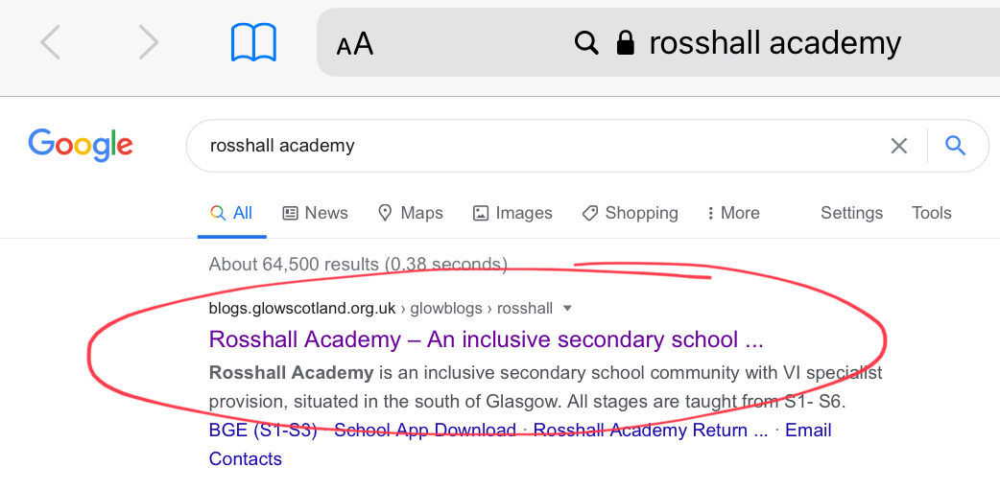 AA rosshall academy
Google rosshall academy
All News Maps Images Shopping More Settings Tools
About 64,500 results (0.38 seconds)
blogs.glowscotland.org.uk › glowblogs › rosshall
Rosshall Academy – An inclusive secondary school ...
Rosshall Academy is an inclusive secondary school community with VI specialist
provision, situated in the south of Glasgow. All stages are taught from S1- S6.
BGE (S1-S3) · School App Download · Rosshall Academy Return ... · Email
Contacts